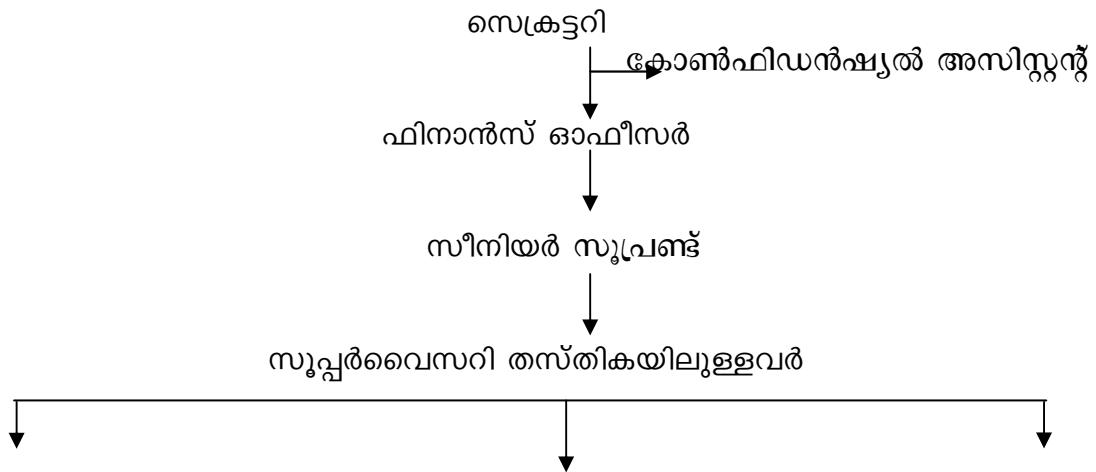 സെക്രട്ടറി
കോൺഫിഡൻഷ്യൽ അസിസ്റ്റന്റ്
ഫിനാൻസ് ഓഫീസർ
സീനിയർ സൂപ്രണ്ട്
സൂപ്പർവൈസറി തസ്തികയിലുള്ളവർ